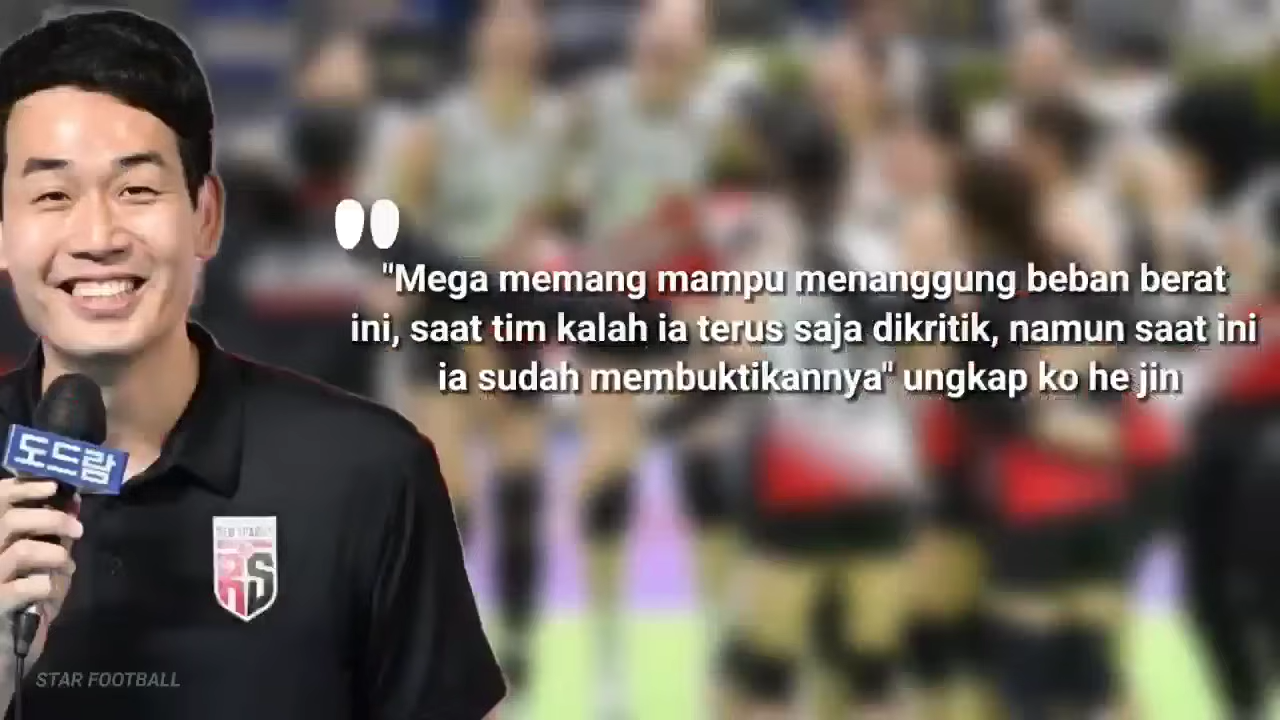 "Mega memang mampu menanggung beban berat
ini, saat tim kalah ia terus saja dikritik, namun saat ini
ia sudah membuktikannya" ungkap ko he jin
도드람
RS
STAR FOOTBALL